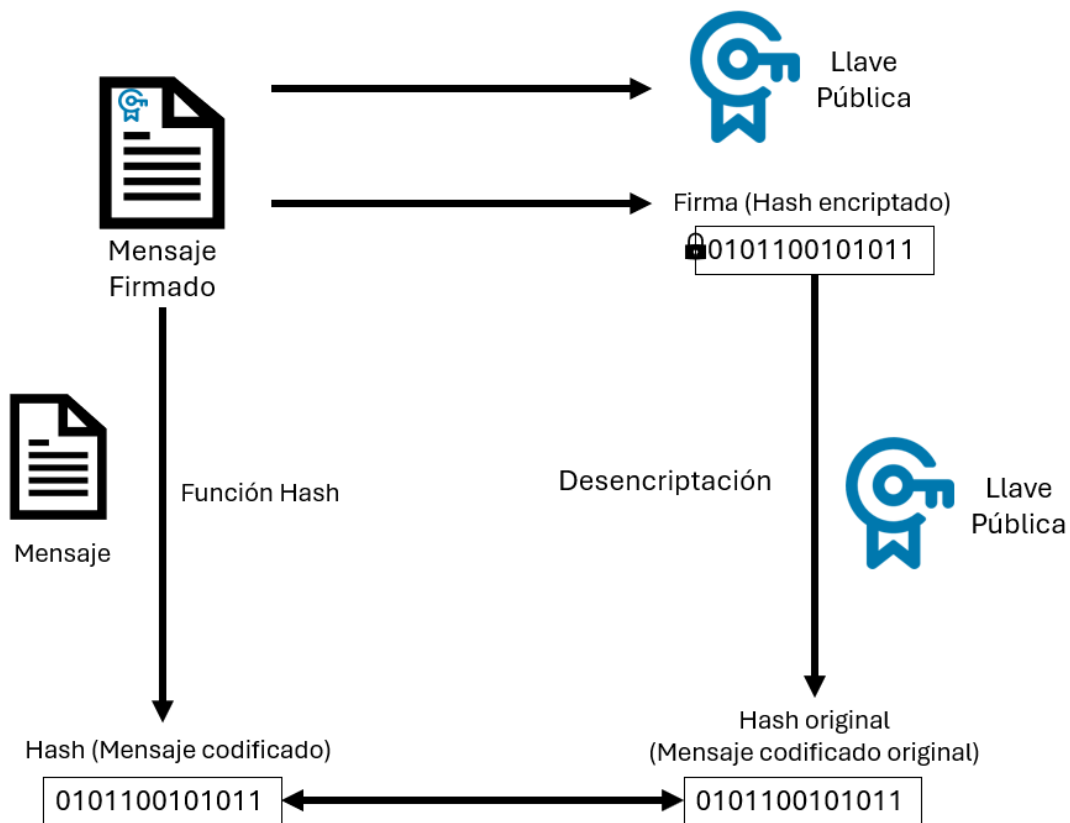 Llave
Pública
Mensaje
Firmado
Firma (Hash encriptado)
0101100101011
Mensaje
Función Hash
Desencriptación
Llave
Pública
Hash (Mensaje codificado)
0101100101011
Hash original
(Mensaje codificado original)
0101100101011